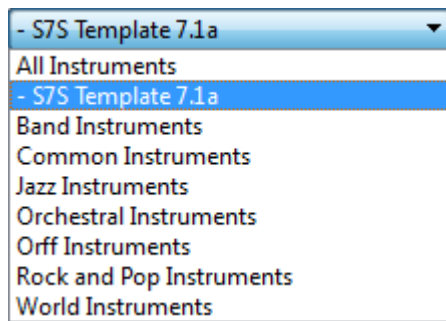 - S7S Template 7.1a
All Instruments
- S7S Template 7.1a
Band Instruments
Common Instruments
Jazz Instruments
Orchestral Instruments
Orff Instruments
Rock and Pop Instruments
World Instruments